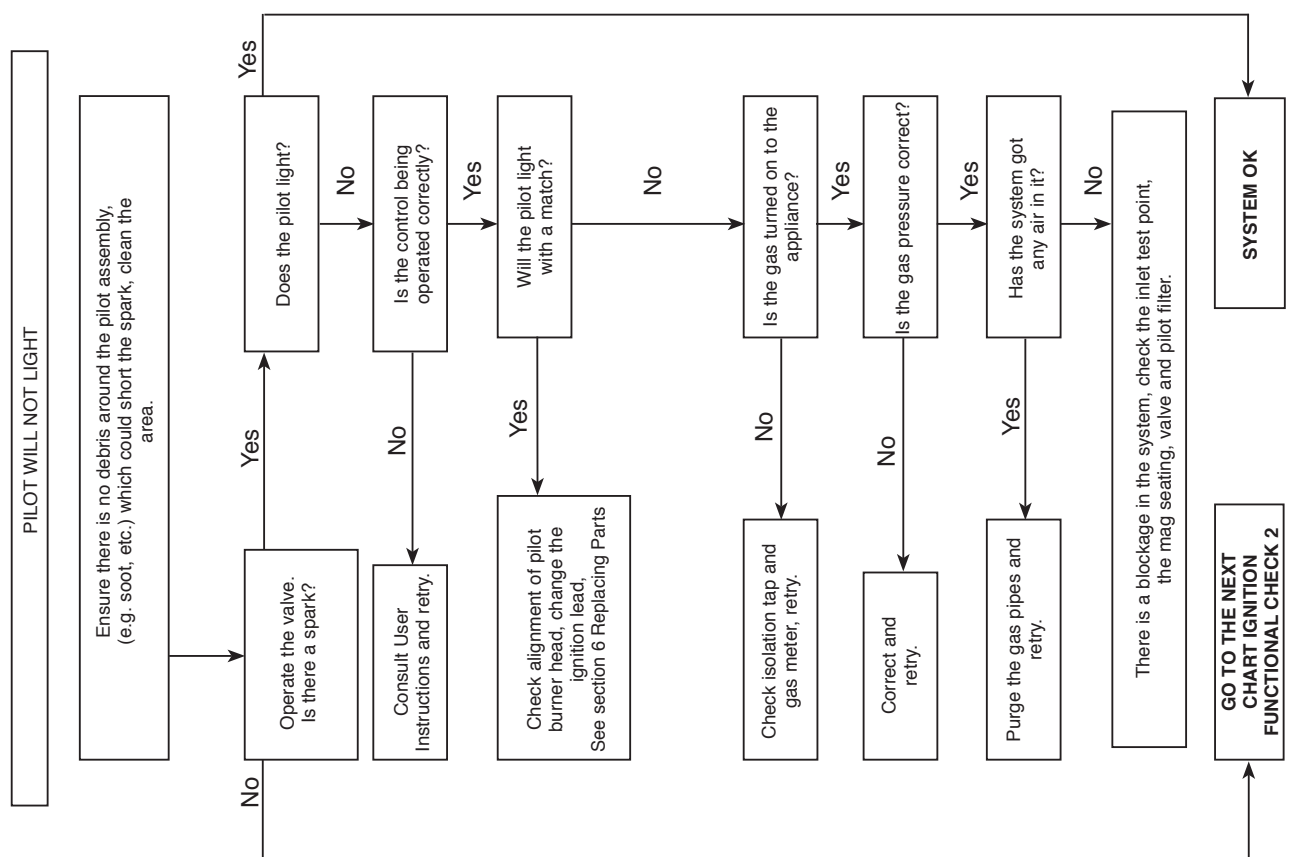 PILOT WILL NOT LIGHT
Ensure there is no debris around the pilot assembly,
(e.g. soot, etc.) which could short the spark, clean the
area.
Operate the valve.
Is there a spark?
No
Yes
Does the pilot light?
Yes
No
Is the control being
operated correctly?
No
Consult User
Instructions and retry.
Yes
Will the pilot light
with a match?
Yes
Check alignment of pilot
burner head, change the
ignition lead,
See section 6 Replacing Parts
No
Is the gas turned on to the
appliance?
No
Check isolation tap and
gas meter, retry.
Yes
Is the gas pressure correct?
No
Correct and
retry.
Yes
Has the system got
any air in it?
Yes
Purge the gas pipes and
retry.
No
There is a blockage in the system, check the inlet test point,
the mag seating, valve and pilot filter.
GO TO THE NEXT
CHART IGNITION
FUNCTIONAL CHECK 2
SYSTEM OK